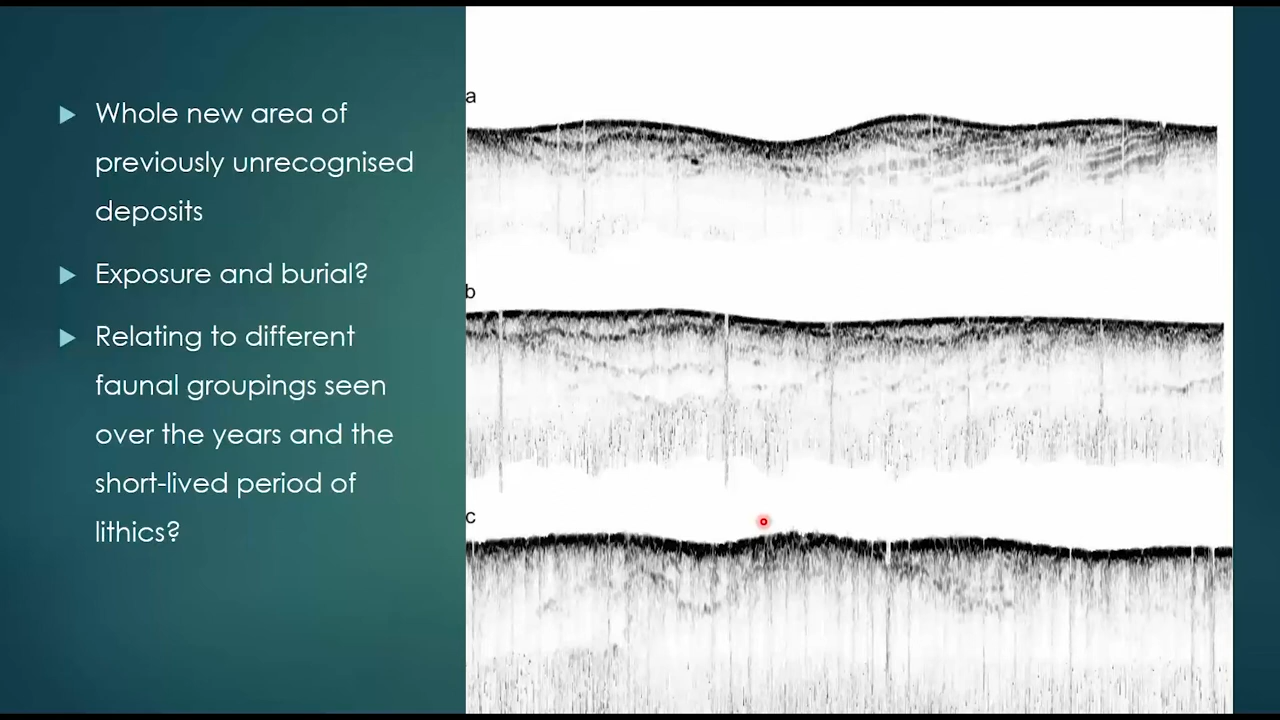 Whole new area of
previously unrecognised
deposits
Exposure and burial?
Relating to different
faunal groupings seen
over the years and the
short-lived period of
lithics?
a
b
c